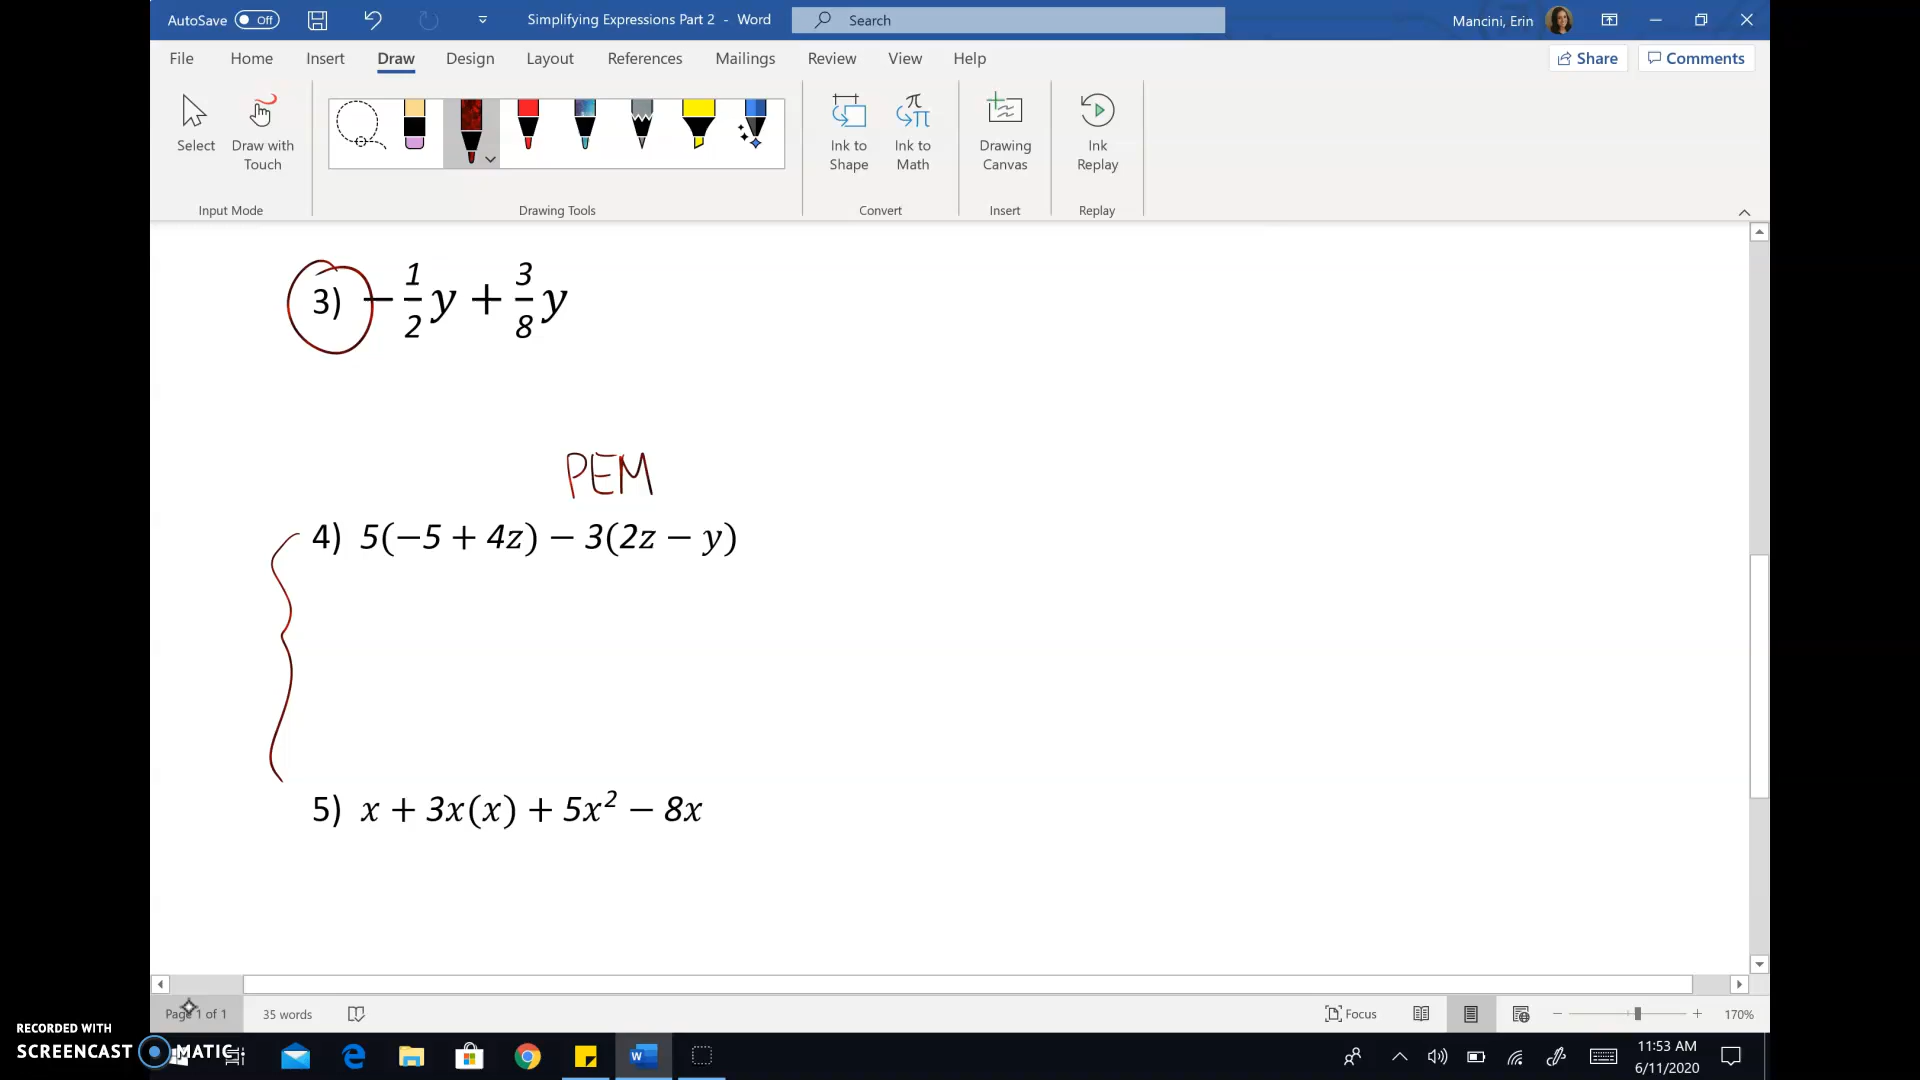 AutoSave Off Simplifying Expressions Part 2 - Word Search Mancini, Erin
File Home Insert Draw Design Layout References Mailings Review View Help Share Comments
Select
Draw with
Touch
Input Mode
Drawing Tools
Ink to
Shape
Ink to
Math
Convert
Drawing
Canvas
Insert
Ink
Replay
Replay
3) −1/2 y + 3/8 y
PEM
4) 5(−5 + 4z) − 3(2z − y)
5) x + 3x(x) + 5x² − 8x
Page 1 of 1 35 words Focus 170%
RECORDED WITH
SCREENCAST MATIC
11:53 AM
6/11/2020